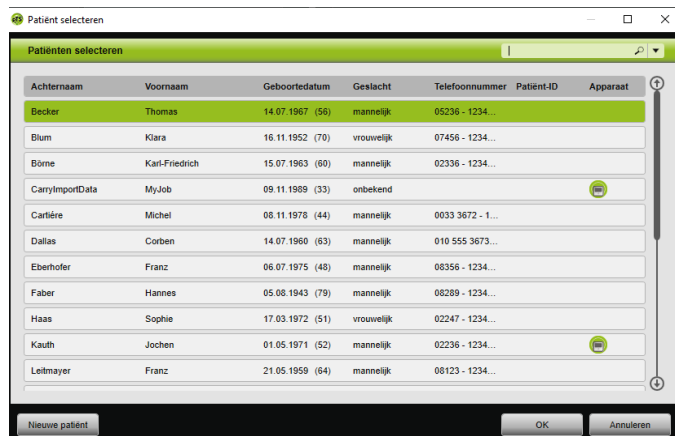 Patiënt selecteren
Patiënten selecteren
Achternaam Voornaam Geboortedatum Geslacht Telefoonnummer Patiënt-ID Apparaat
Becker Thomas 14.07.1967 (56) mannelijk 05236 - 1234...
Blum Klara 16.11.1952 (70) vrouwelijk 07456 - 1234...
Börne Karl-Friedrich 15.07.1963 (60) mannelijk 02336 - 1234...
CarryImportData MyJob 09.11.1989 (33) onbekend
Cartiére Michel 08.11.1978 (44) mannelijk 0033 3672 - 1...
Dallas Corben 14.07.1960 (63) mannelijk 010 555 3673...
Eberhofer Franz 06.07.1975 (48) mannelijk 08356 - 1234...
Faber Hannes 05.08.1943 (79) mannelijk 08289 - 1234...
Haas Sophie 17.03.1972 (51) vrouwelijk 02247 - 1234...
Kauth Jochen 01.05.1971 (52) mannelijk 02236 - 1234...
Leitmayer Franz 21.05.1959 (64) mannelijk 08123 - 1234...
Nieuwe patiënt OK Annuleren